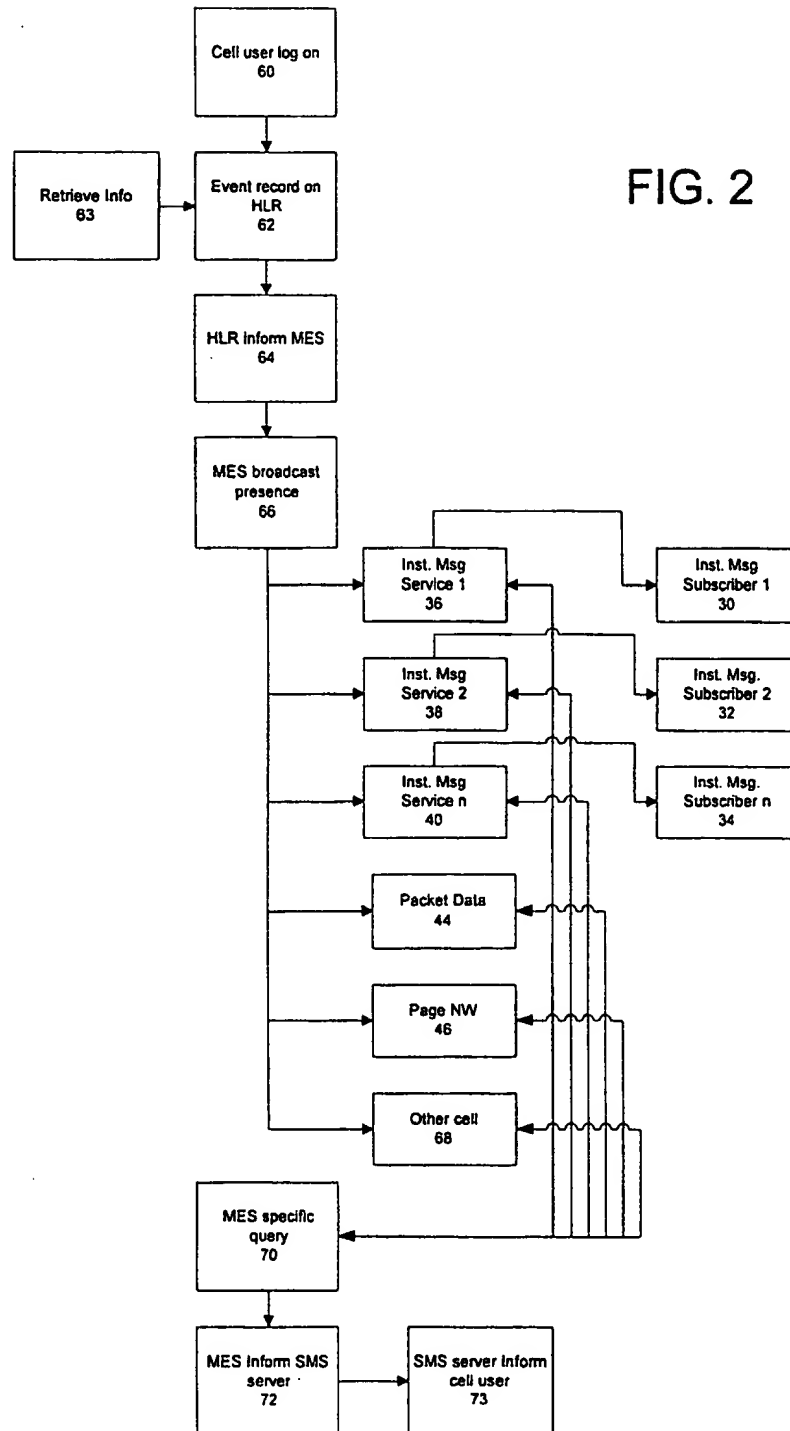 Cell user log on
60
FIG. 2
Retrieve Info
63
Event record on
HLR
62
HLR Inform MES
64
MES broadcast
presence
66
Inst. Msg
Service 1
36
Inst. Msg
Subscriber 1
30
Inst. Msg
Service 2
38
Inst. Msg.
Subscriber 2
32
Inst. Msg
Service n
40
Inst. Msg.
Subscriber n
34
Packet Data
44
Page NW
46
Other cell
68
MES specific
query
70
MES Inform SMS
server
72
SMS server Inform
cell user
73